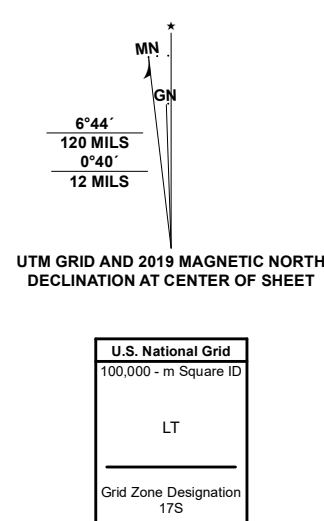 ★
MN
GN
6°44´
120 MILS
0°40´
12 MILS
UTM GRID AND 2019 MAGNETIC NORTH
DECLINATION AT CENTER OF SHEET
U.S. National Grid
100,000 - m Square ID
LT
Grid Zone Designation
17S